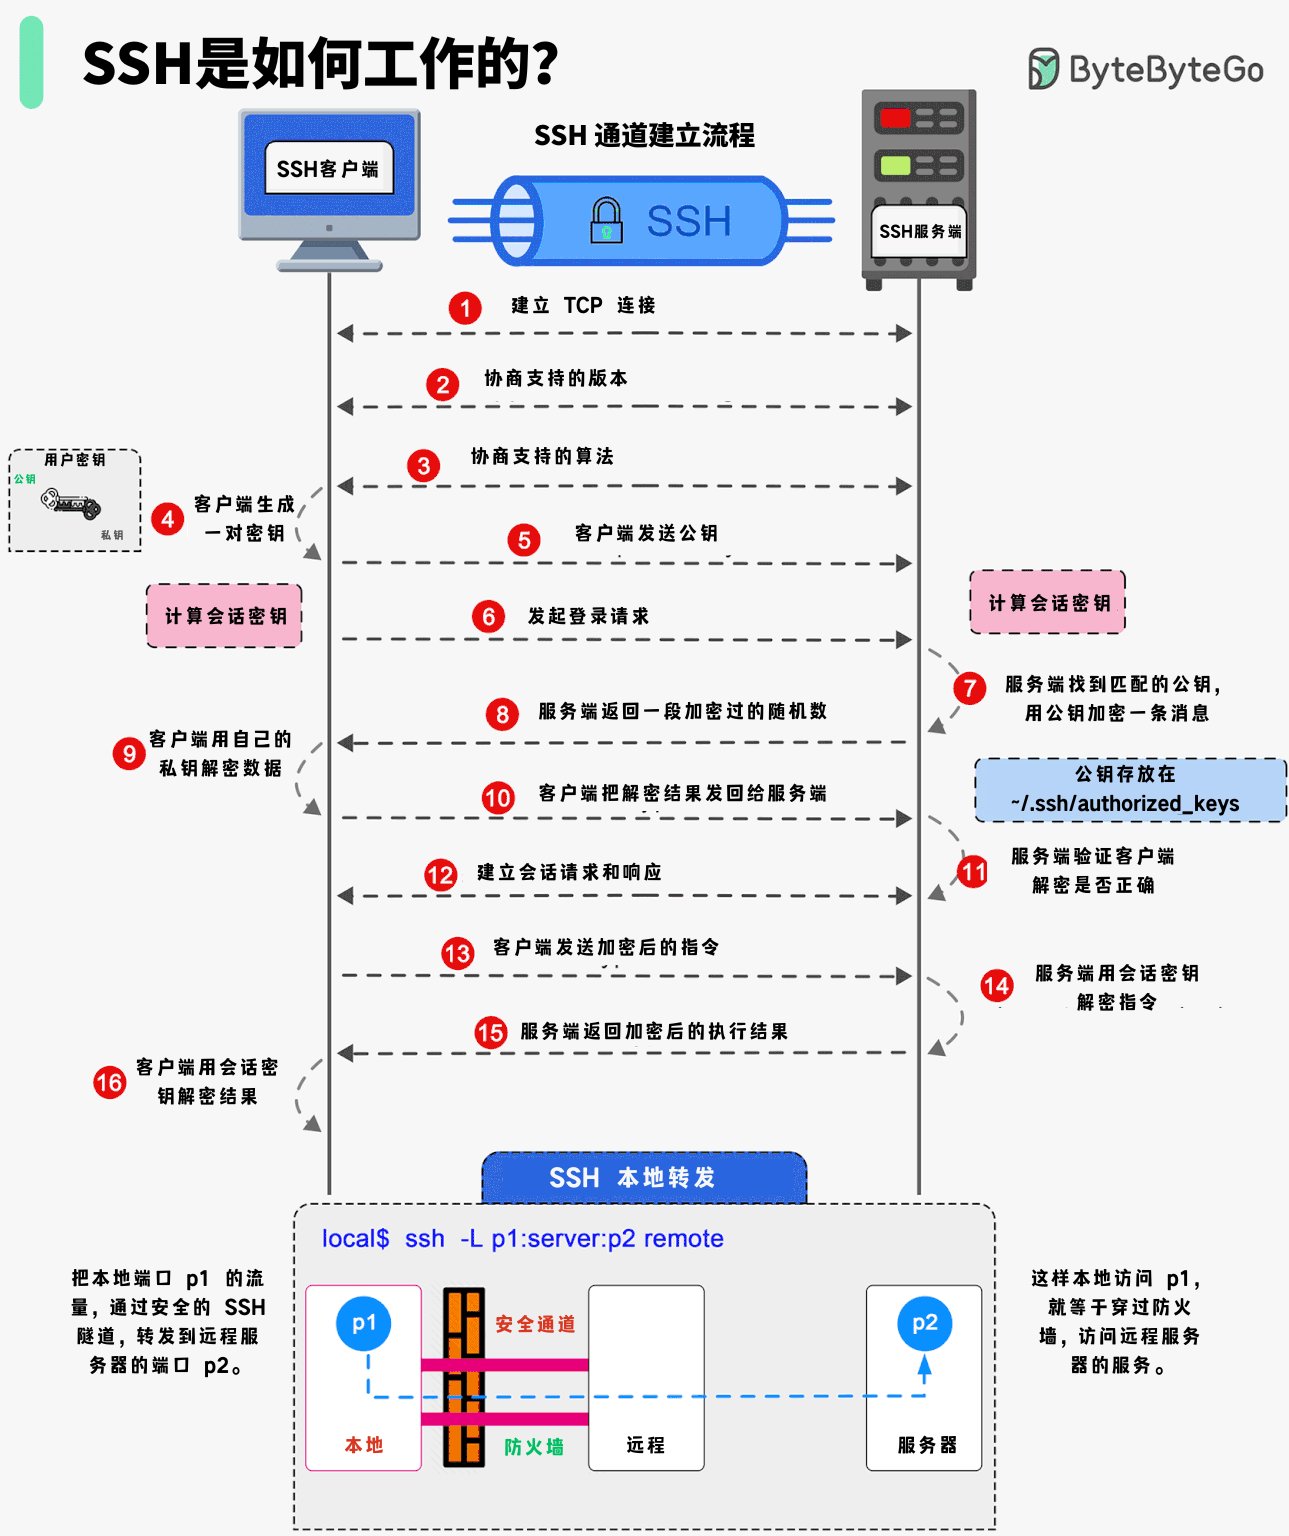 SSH是如何工作的?
ByteByteGo
SSH 通道建立流程
SSH客户端
SSH
SSH服务端
1 建立 TCP 连接
2 协商支持的版本
3 协商支持的算法
用户密钥
公钥
私钥
4 客户端生成
一对密钥
5 客户端发送公钥
计算会话密钥
计算会话密钥
6 发起登录请求
7 服务端找到匹配的公钥，
用公钥加密一条消息
8 服务端返回一段加密过的随机数
9 客户端用自己的
私钥解密数据
公钥存放在
~/.ssh/authorized_keys
10 客户端把解密结果发回给服务端
11 服务端验证客户端
解密是否正确
12 建立会话请求和响应
13 客户端发送加密后的指令
14 服务端用会话密钥
解密指令
15 服务端返回加密后的执行结果
16 客户端用会话密
钥解密结果
SSH 本地转发
local$ ssh -L p1:server:p2 remote
把本地端口 p1 的流
量，通过安全的 SSH
隧道，转发到远程服
务器的端口 p2。
p1
本地
安全通道
防火墙
远程
p2
服务器
这样本地访问 p1，
就等于穿过防火
墙，访问远程服务
器的服务。